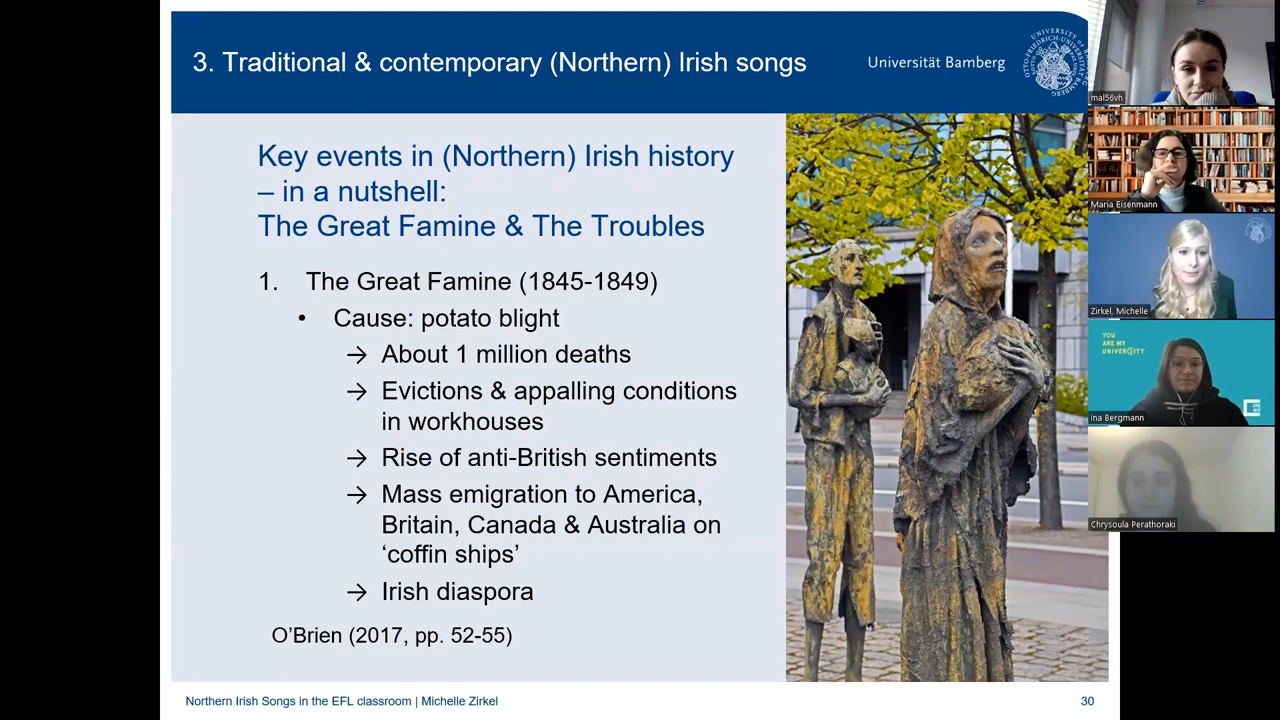 3. Traditional & contemporary (Northern) Irish songs
Universität Bamberg
Key events in (Northern) Irish history
– in a nutshell:
The Great Famine & The Troubles
1. The Great Famine (1845-1849)
• Cause: potato blight
→ About 1 million deaths
→ Evictions & appalling conditions
in workhouses
→ Rise of anti-British sentiments
→ Mass emigration to America,
Britain, Canada & Australia on
‘coffin ships’
→ Irish diaspora
O’Brien (2017, pp. 52-55)
Northern Irish Songs in the EFL classroom | Michelle Zirkel
30
mal56vh
Maria Eisenmann
Zirkel, Michelle
YOU
ARE MY
Ina Bergmann
Chrysoula Perathoraki